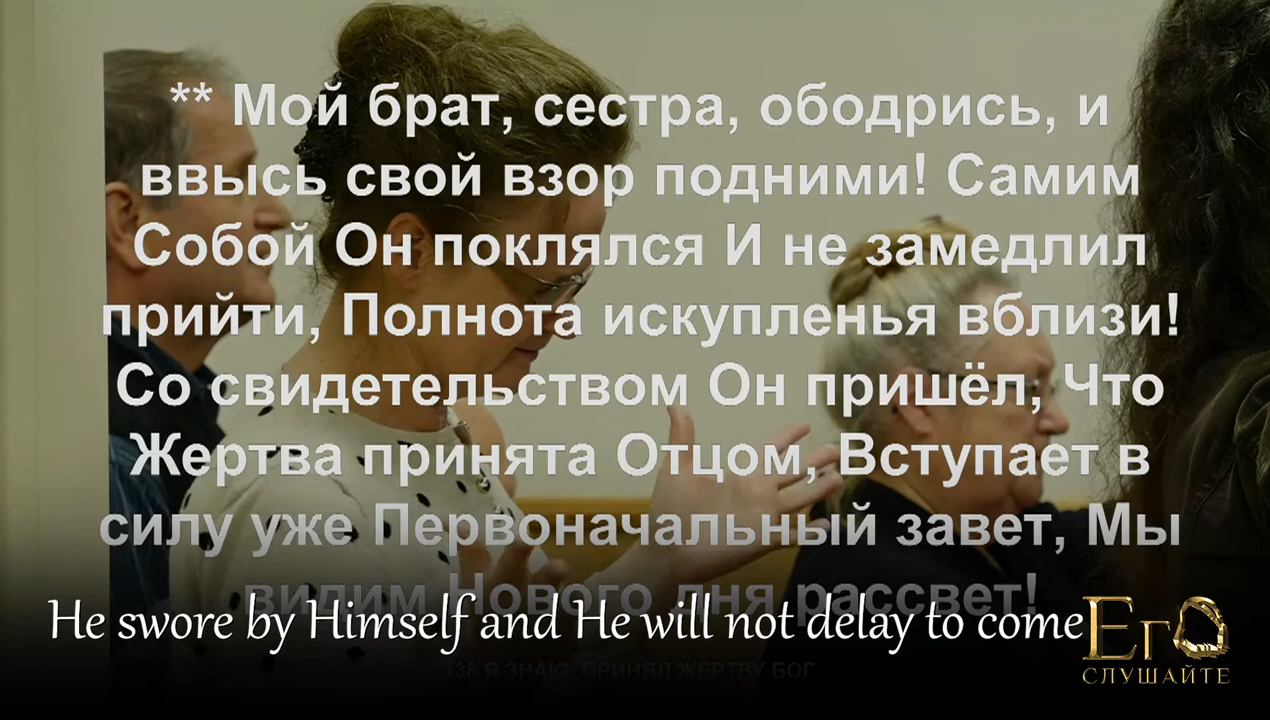 ** Мой брат, сестра, ободрись, и
ввысь свой взор подними! Самим
Собой Он поклялся И не замедлил
прийти, Полнота искупленья вблизи!
Со свидетельством Он пришёл, Что
Жертва принята Отцом, Вступает в
силу уже Первоначальный завет, Мы
видим Нового дня рассвет!
He swore by Himself and He will not delay to come
ЕГО
СЛУШАЙТЕ
138 Я ЗНАЮ, ПРИНЯЛ ЖЕРТВУ БОГ